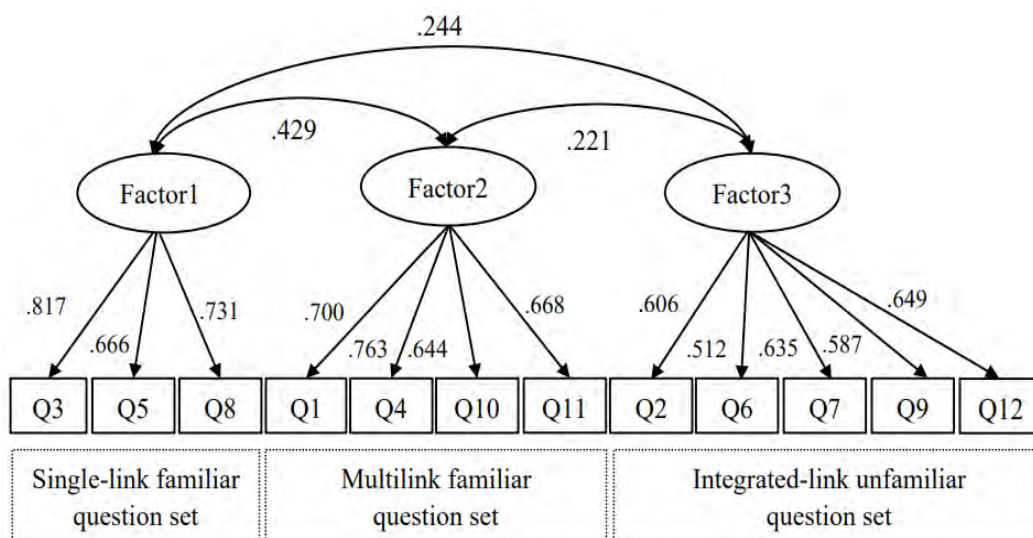 .244
.429
.221
Factor1
Factor2
Factor3
.817
.666
.731
.700
.763
.644
.668
.606
.512
.635
.587
.649
Q3
Q5
Q8
Q1
Q4
Q10
Q11
Q2
Q6
Q7
Q9
Q12
Single-link familiar
question set
Multilink familiar
question set
Integrated-link unfamiliar
question set